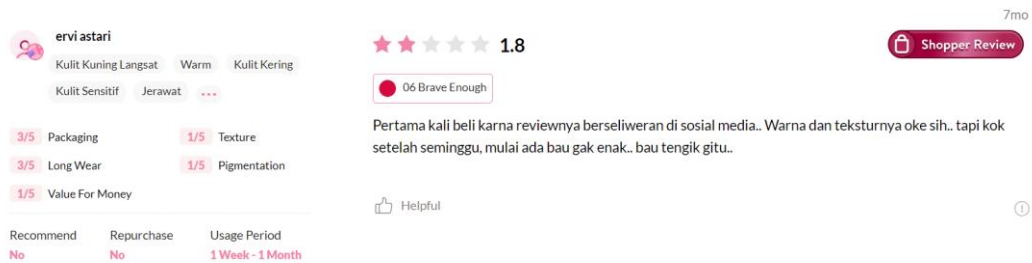 7mo
ervi astari
Kulit Kuning Langsat Warm Kulit Kering
Kulit Sensitif Jerawat ...
3/5 Packaging 1/5 Texture
3/5 Long Wear 1/5 Pigmentation
1/5 Value For Money
Recommend Repurchase Usage Period
No No 1 Week - 1 Month
1.8
Shopper Review
06 Brave Enough
Pertama kali beli karna reviewnya berseliweran di sosial media.. Warna dan teksturnya oke sih.. tapi kok
setelah seminggu, mulai ada bau gak enak.. bau tengik gitu..
Helpful